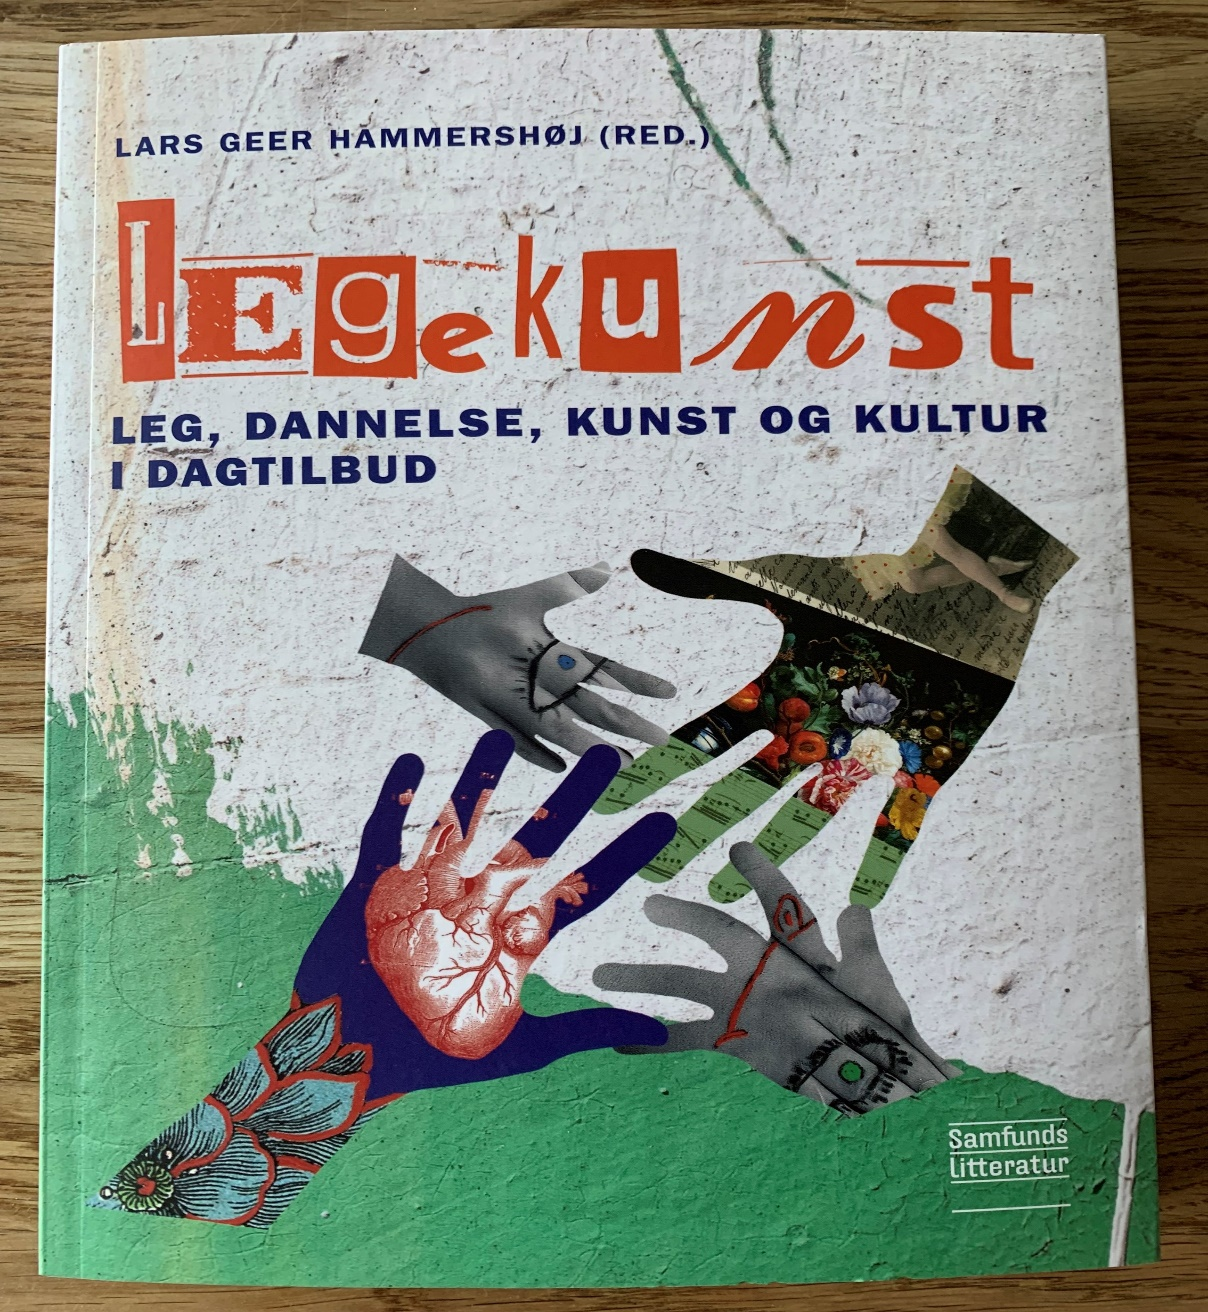 LARS GEER HAMMERSHØJ (RED.)
LEgekunst
LEG, DANNELSE, KUNST OG KULTUR
I DAGTILBUD
Samfunds
litteratur